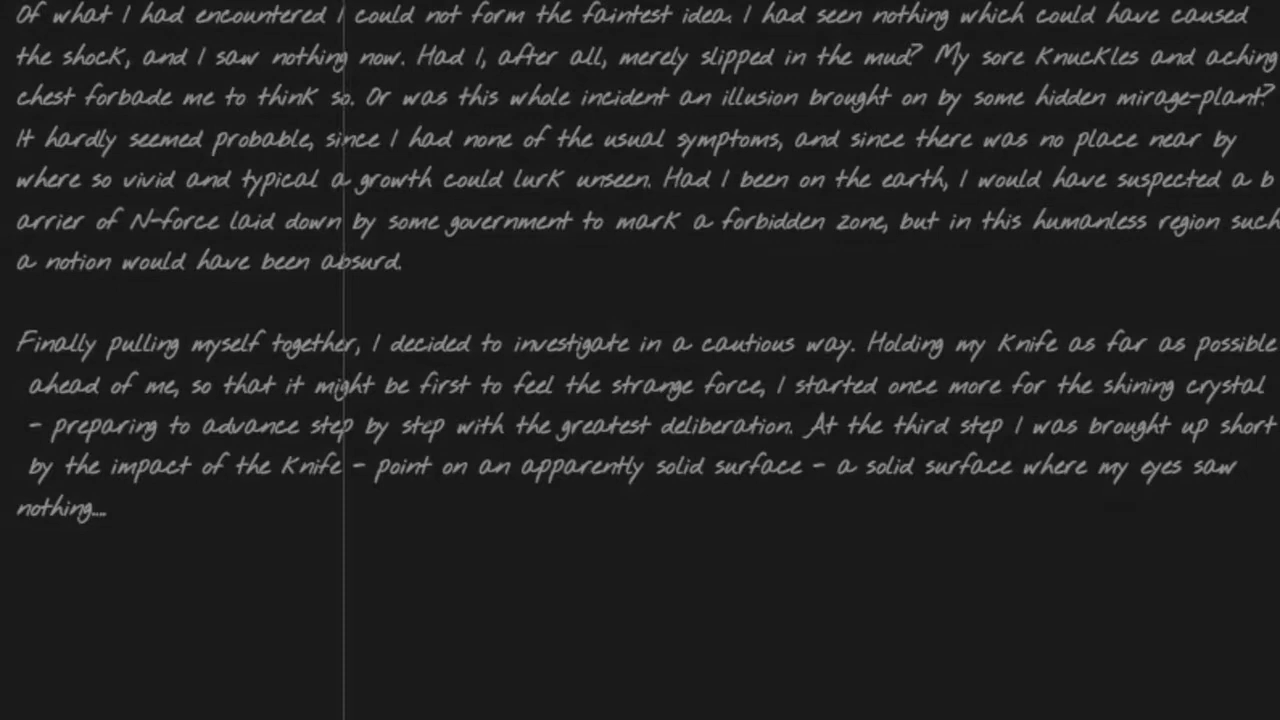 Of what I had encountered I could not form the faintest idea. I had seen nothing which could have caused
the shock, and I saw nothing now. Had I, after all, merely slipped in the mud? My sore knuckles and aching
chest forbade me to think so. Or was this whole incident an illusion brought on by some hidden mirage-plant?
It hardly seemed probable, since I had none of the usual symptoms, and since there was no place near by
where so vivid and typical a growth could lurk unseen. Had I been on the earth, I would have suspected a b
arrier of N-force laid down by some government to mark a forbidden zone, but in this humanless region such
a notion would have been absurd.
Finally pulling myself together, I decided to investigate in a cautious way. Holding my knife as far as possible
ahead of me, so that it might be first to feel the strange force, I started once more for the shining crystal
- preparing to advance step by step with the greatest deliberation. At the third step I was brought up short
by the impact of the knife - point on an apparently solid surface - a solid surface where my eyes saw
nothing....